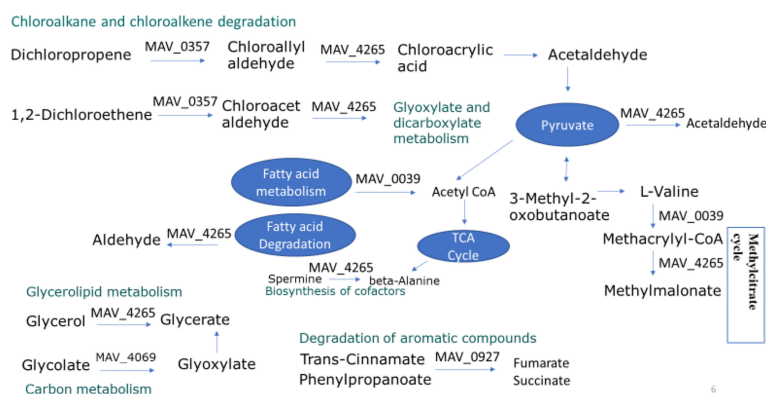 Chloroalkane and chloroalkene degradation
Dichloropropene MAV_0357 Chloroallyl aldehyde MAV_4265 Chloroacrylic acid Acetaldehyde
1,2-Dichloroethene MAV_0357 Chloroacet aldehyde MAV_4265 Glyoxylate and dicarboxylate metabolism
Pyruvate MAV_4265 Acetaldehyde
Fatty acid metabolism MAV_0039 Acetyl CoA
3-Methyl-2-oxobutanoate L-Valine
MAV_0039
Methacrylyl-CoA
MAV_4265
Methylmalonate
Methylcitrate cycle
Aldehyde MAV_4265 Fatty acid Degradation
TCA Cycle
Spermine MAV_4265 beta-Alanine
Biosynthesis of cofactors
Glycerolipid metabolism
Glycerol MAV_4265 Glycerate
Glycolate MAV_4069 Glyoxylate
Carbon metabolism
Degradation of aromatic compounds
Trans-Cinnamate MAV_0927 Fumarate
Phenylpropanoate Succinate
6